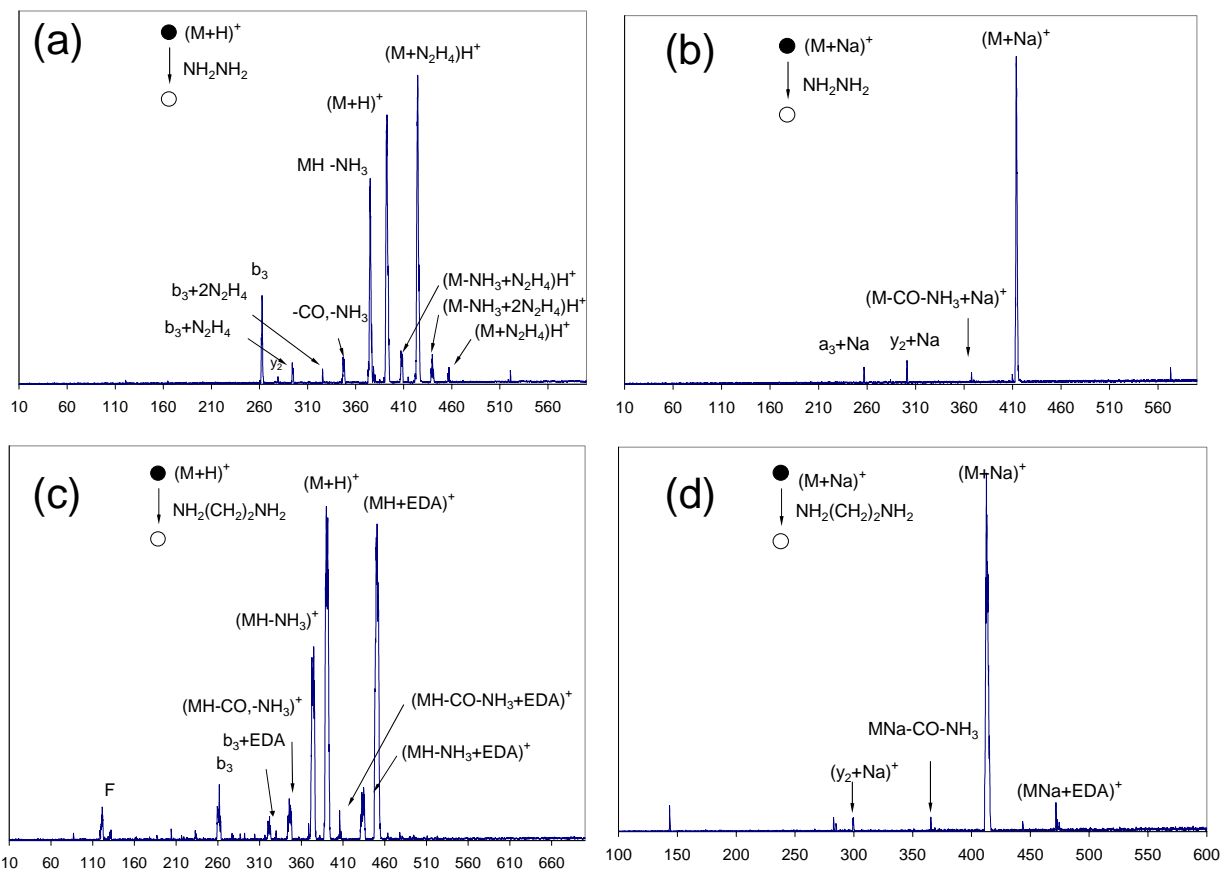 (a)
(M+H)⁺
NH₂NH₂
(M+N₂H₄)H⁺
(M+H)⁺
MH -NH₃
b₃
b₃+2N₂H₄
b₃+N₂H₄
y₂
-CO,-NH₃
(M-NH₃+N₂H₄)H⁺
(M-NH₃+2N₂H₄)H⁺
(M+N₂H₄)H⁺
10 60 110 160 210 260 310 360 410 460 510 560
(b)
(M+Na)⁺
NH₂NH₂
(M+Na)⁺
(M-CO-NH₃+Na)⁺
a₃+Na
y₂+Na
10 60 110 160 210 260 310 360 410 460 510 560
(c)
(M+H)⁺
NH₂(CH₂)₂NH₂
(M+H)⁺
(MH+EDA)⁺
(MH-NH₃)⁺
(MH-CO,-NH₃)⁺
b₃+EDA
b₃
F
(MH-CO-NH₃+EDA)⁺
(MH-NH₃+EDA)⁺
10 60 110 160 210 260 310 360 410 460 510 560 660
(d)
(M+Na)⁺
NH₂(CH₂)₂NH₂
(M+Na)⁺
MNa-CO-NH₃
(y₂+Na)⁺
(MNa+EDA)⁺
100 150 200 250 300 350 400 450 500 550 600